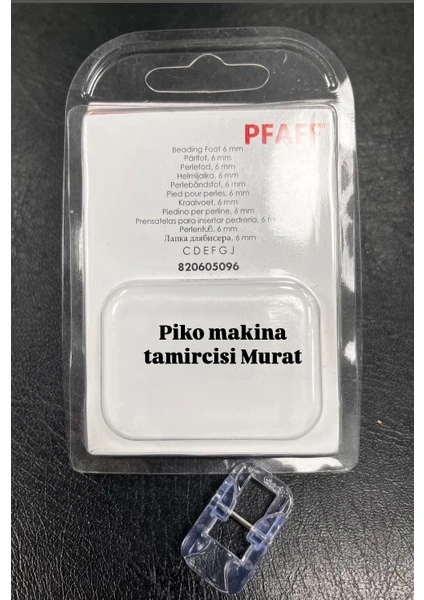 PFAFF
Beading Foot 6 mm
Pärlfot, 6 mm
Perlefod, 6 mm
Helmijalka, 6 mm
Perlebåndsfot, 6 mm
Pied pour perles, 6 mm
Kraalvoet, 6 mm
Piedino per perline, 6 mm
Prensatelas para insertar pedrería, 6 mm
Perlenfuß, 6 mm
Лапка длябисера, 6 mm
C D E F G J
820605096
Piko makina
tamircisi Murat